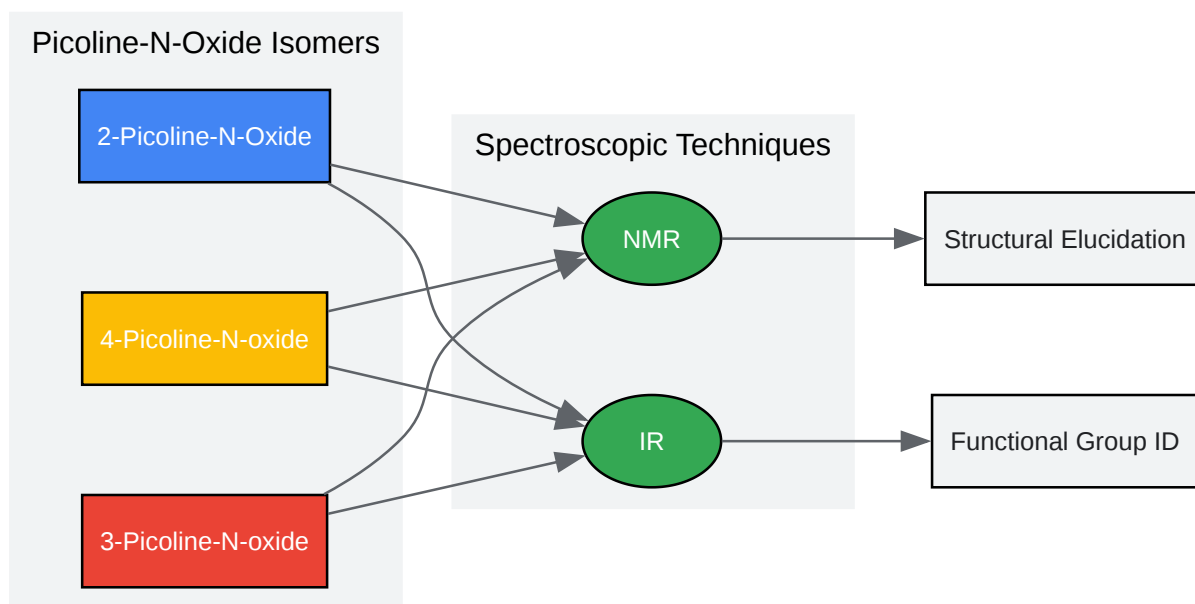 Picoline-N-Oxide Isomers
2-Picoline-N-Oxide
4-Picoline-N-oxide
3-Picoline-N-oxide
Spectroscopic Techniques
NMR
IR
Structural Elucidation
Functional Group ID